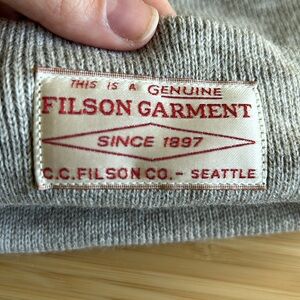 THIS IS A GENUINE
FILSON GARMENT
SINCE 1897
C.C. FILSON CO. - SEATTLE